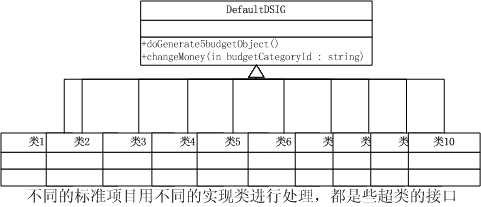 DefaultDSIG
+doGenerate5budgetObject()
+changeMoney(in budgetCategoryId : string)
类1 类2 类3 类4 类5 类6 类 类 类 类10
不同的标准项目用不同的实现类进行处理，都是些超类的接口